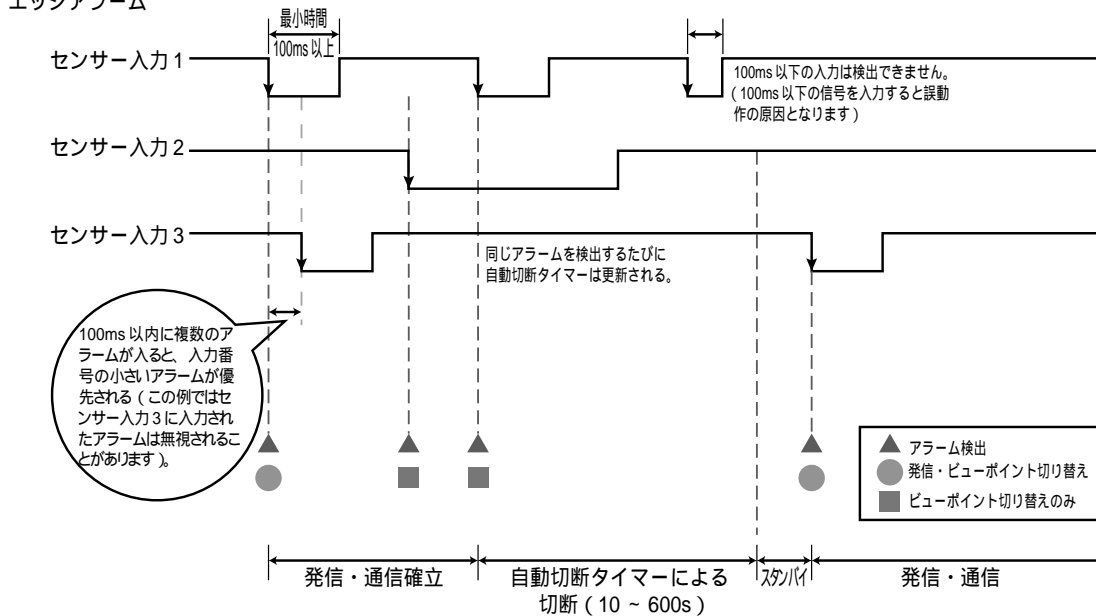 エッジアラーム
最小時間
100ms 以上
センサー入力 1
100ms 以下の入力は検出できません。
（100ms 以下の信号を入力すると誤動
作の原因となります）
センサー入力 2
センサー入力 3
同じアラームを検出するたびに
自動切断タイマーは更新される。
100ms 以内に複数のア
ラームが入ると、入力番
号の小さいアラームが優
先される（この例ではセ
ンサー入力 3 に入力され
たアラームは無視されるこ
とがあります）。
アラーム検出
発信・ビューポイント切り替え
ビューポイント切り替えのみ
発信・通信確立
自動切断タイマーによる
切断（10 ~ 600s）
スタンバイ
発信・通信